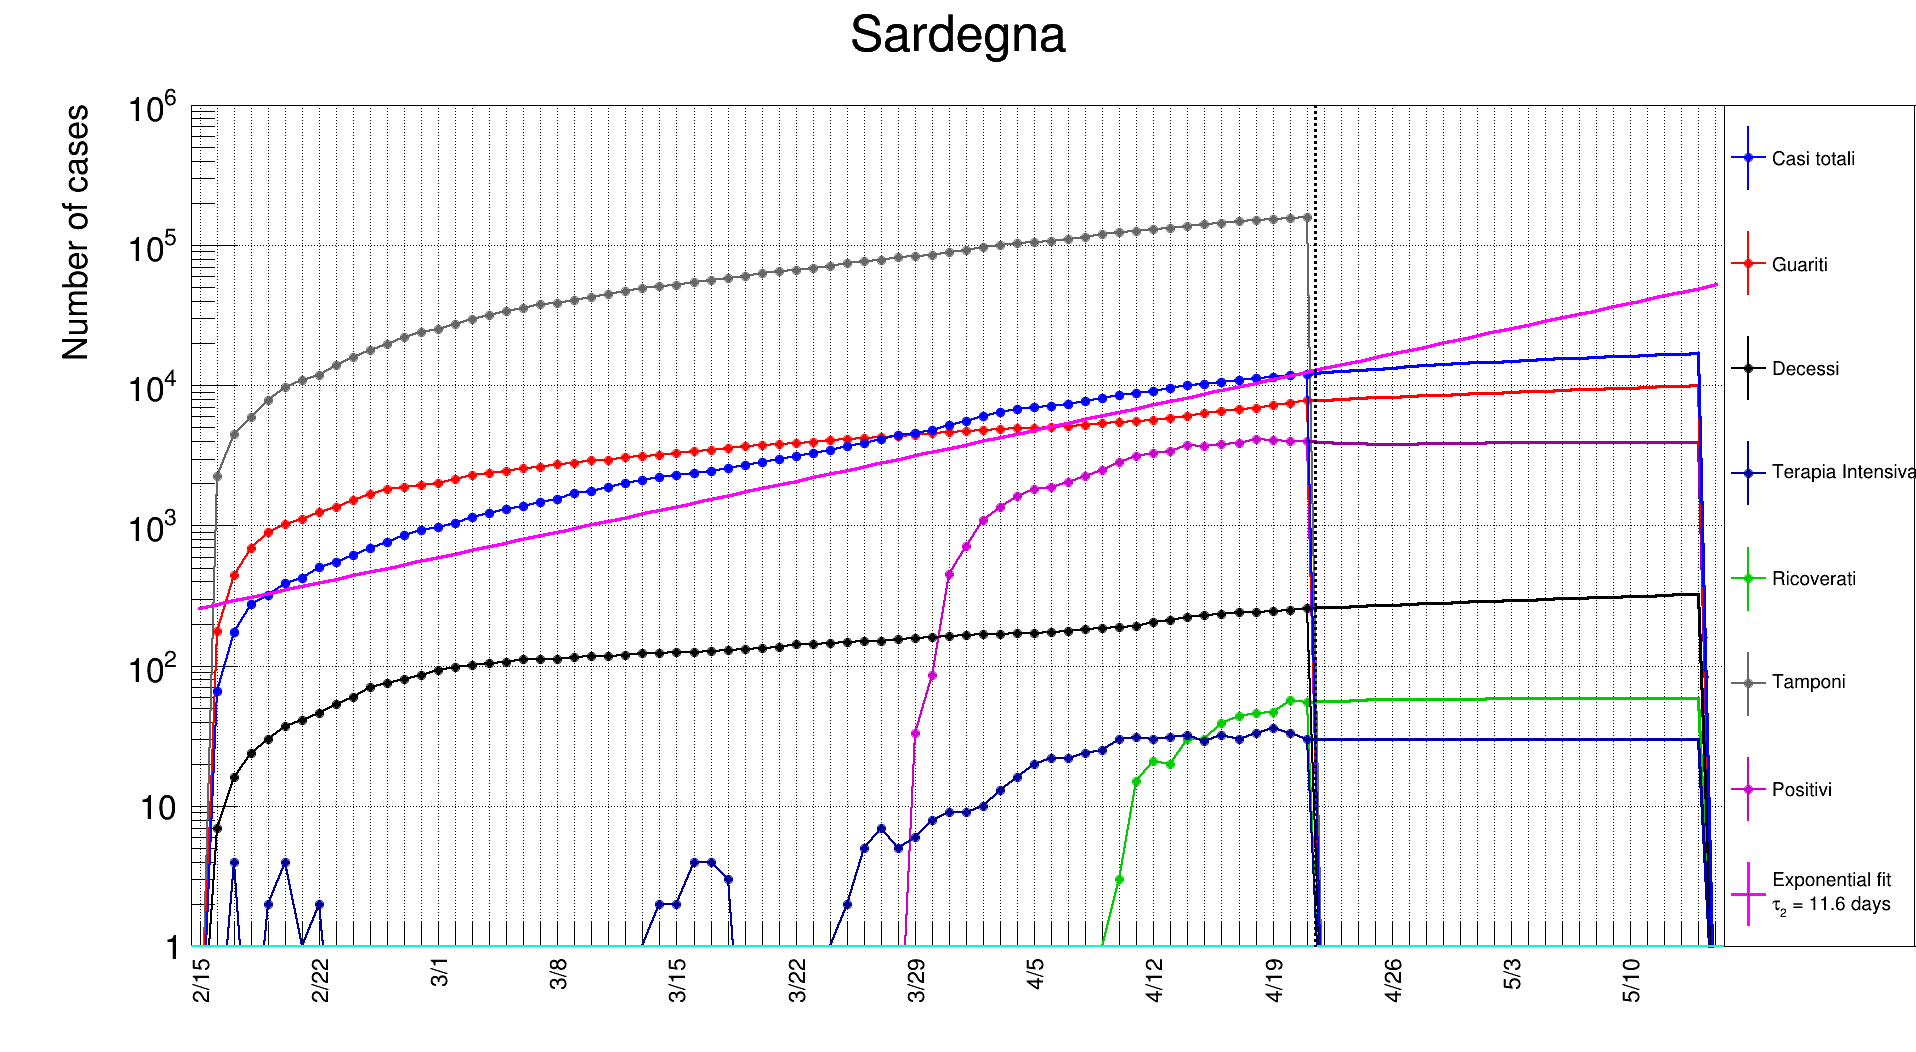 Sardegna
Number of cases
10^6
10^5
10^4
10^3
10^2
10
1
2/15
2/22
3/1
3/8
3/15
3/22
3/29
4/5
4/12
4/19
4/26
5/3
5/10
Casi totali
Guariti
Decessi
Terapia Intensiva
Ricoverati
Tamponi
Positivi
Exponential fit
τ₂ = 11.6 days